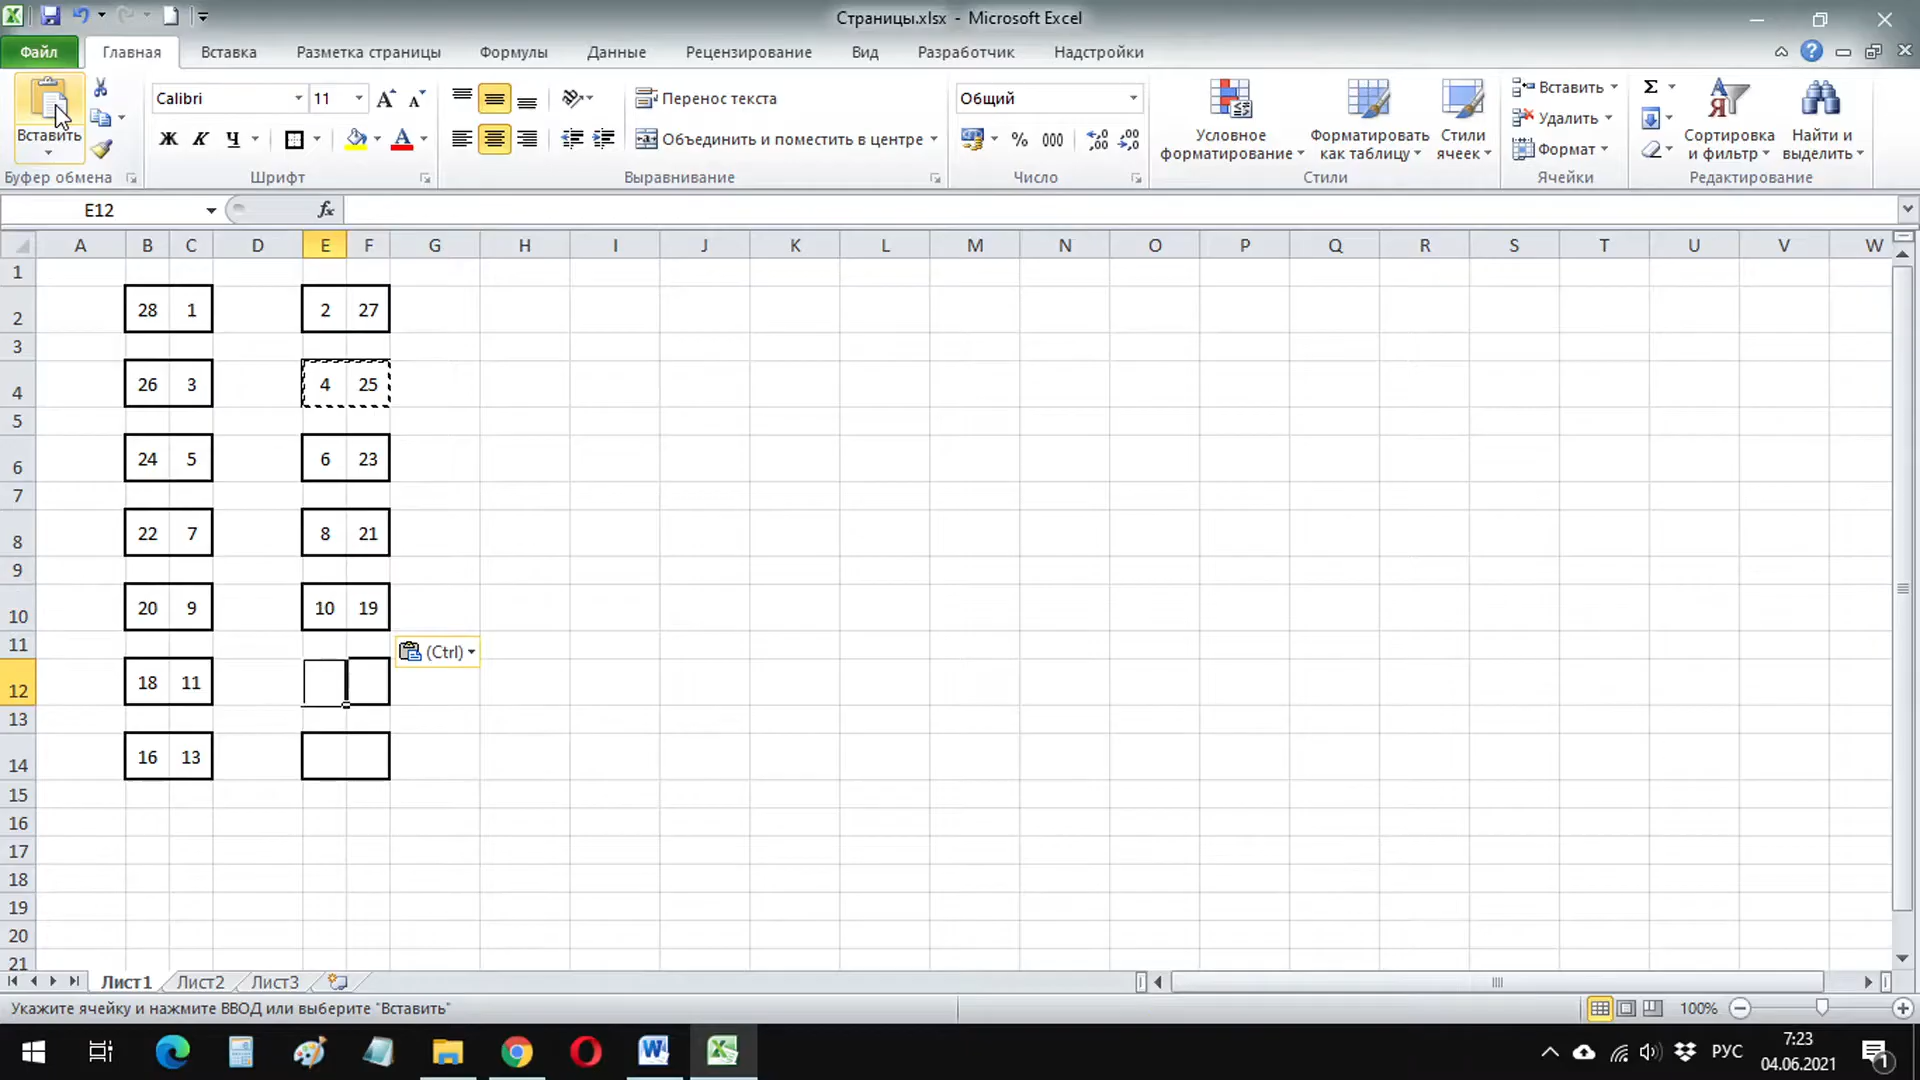 Страницы.xlsx - Microsoft Excel
Файл Главная Вставка Разметка страницы Формулы Данные Рецензирование Вид Разработчик Надстройки
Calibri 11 Перенос текста Общий Вставить
Вставить Ж К Ч А Объединить и поместить в центре % 000 Условное форматирование Форматировать как таблицу Стили ячеек Удалить Формат Сортировка и фильтр Найти и выделить
Буфер обмена Шрифт Выравнивание Число Стили Ячейки Редактирование
E12 fx
A B C D E F G H I J K L M N O P Q R S T U V W
1
2 28 1 2 27
3
4 26 3 4 25
5
6 24 5 6 23
7
8 22 7 8 21
9
10 20 9 10 19
11 (Ctrl)
12 18 11
13
14 16 13
15
16
17
18
19
20
21
Лист1 Лист2 Лист3
Укажите ячейку и нажмите ВВОД или выберите "Вставить" 100%
РУС 7:23
04.06.2021 1